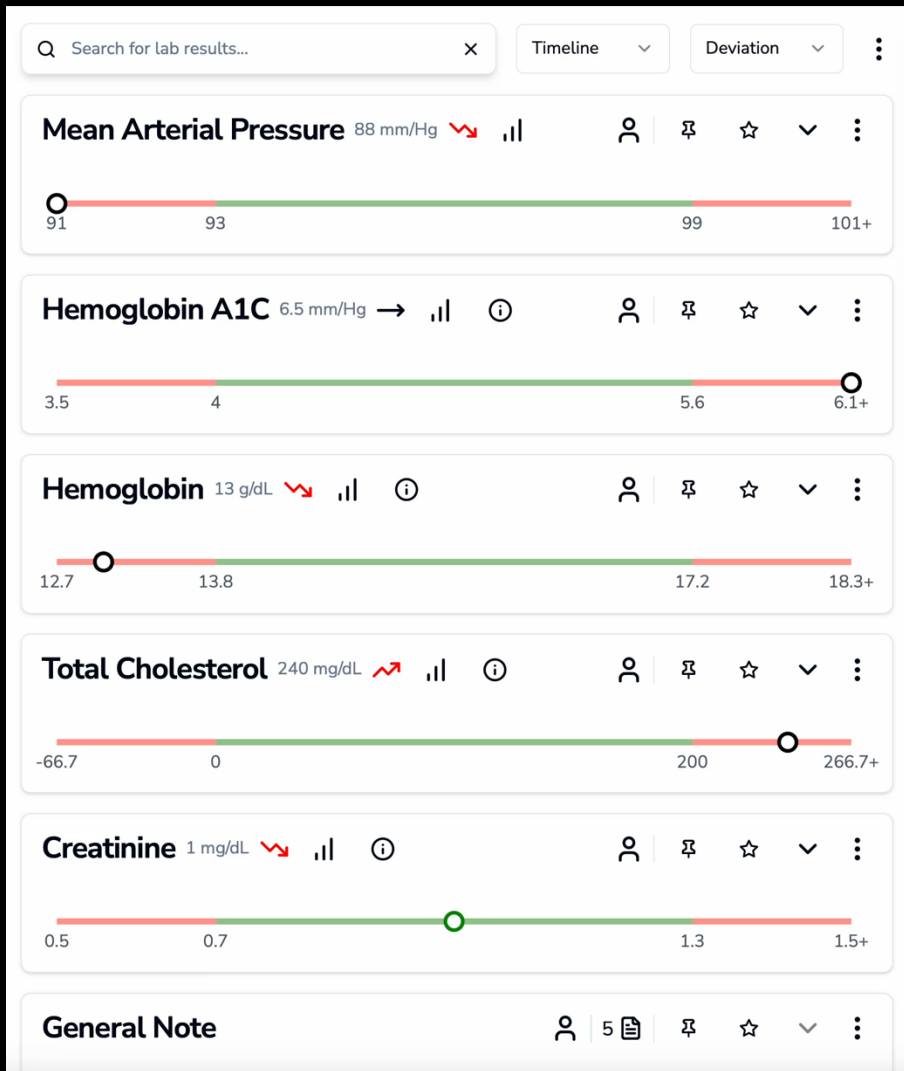 Search for lab results...
Timeline
Deviation
Mean Arterial Pressure 88 mm/Hg
91 93 99 101+
Hemoglobin A1C 6.5 mm/Hg
3.5 4 5.6 6.1+
Hemoglobin 13 g/dL
12.7 13.8 17.2 18.3+
Total Cholesterol 240 mg/dL
-66.7 0 200 266.7+
Creatinine 1 mg/dL
0.5 0.7 1.3 1.5+
General Note 5